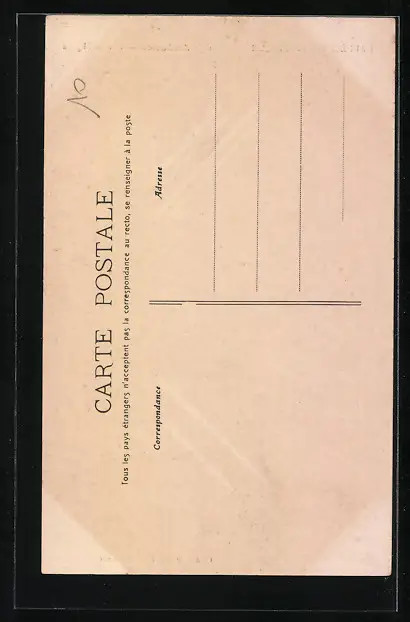 10
CARTE POSTALE
Tous les pays étrangers n'acceptent pas la correspondance au recto, se renseigner à la poste
Correspondance
Adresse